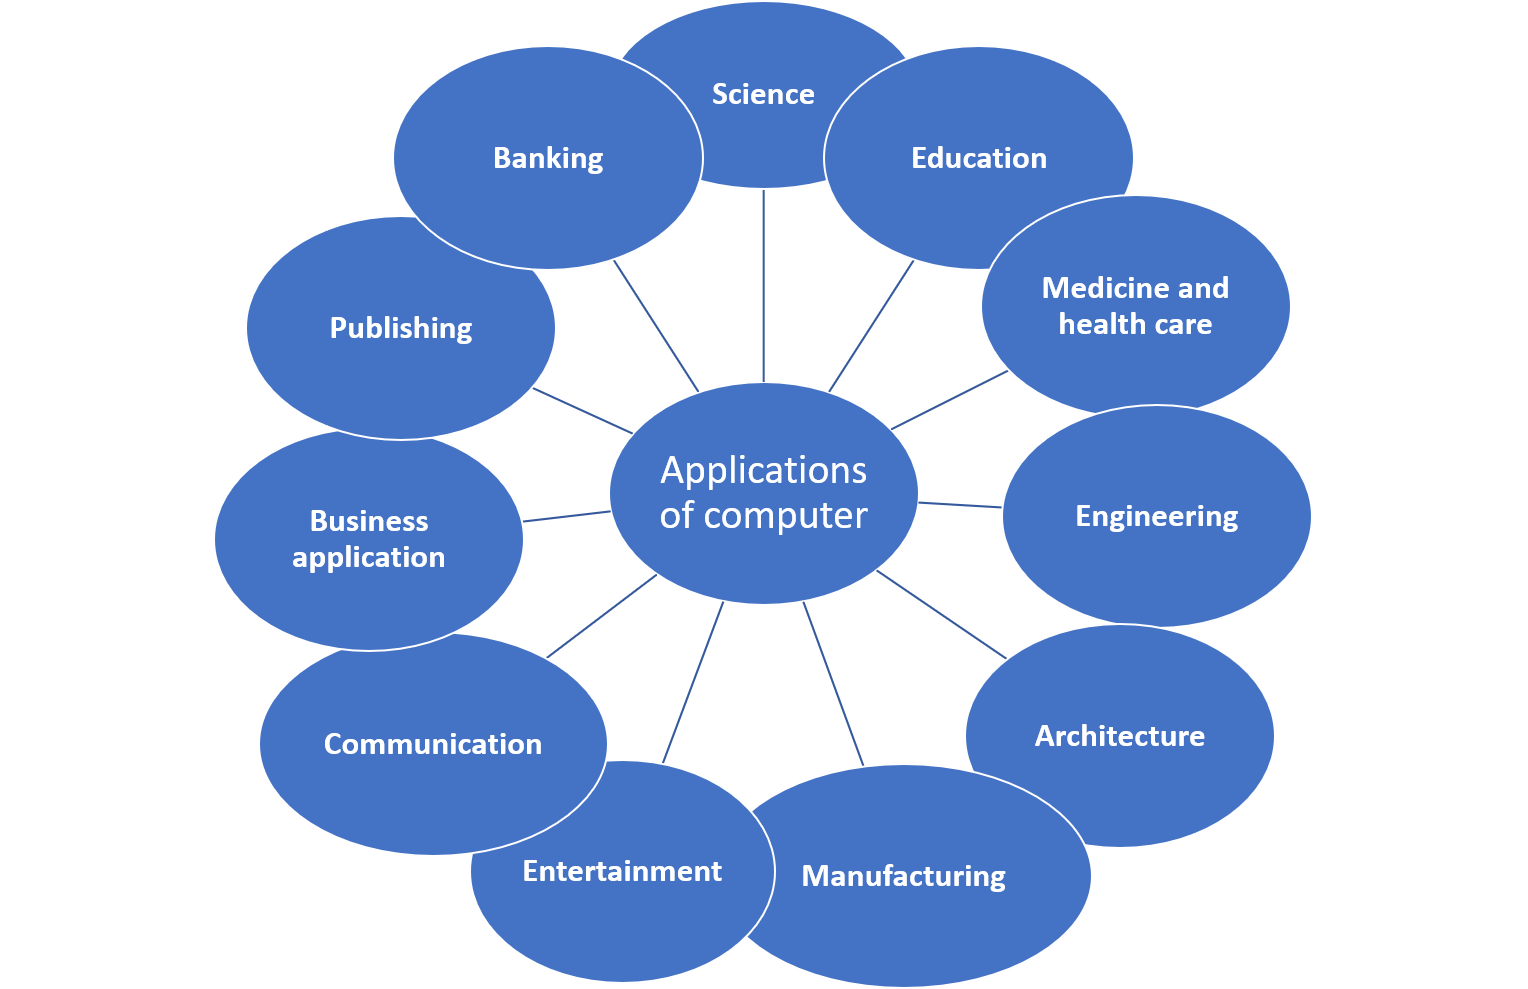 Science
Banking
Education
Medicine and
health care
Publishing
Applications
of computer
Engineering
Business
application
Architecture
Communication
Entertainment
Manufacturing